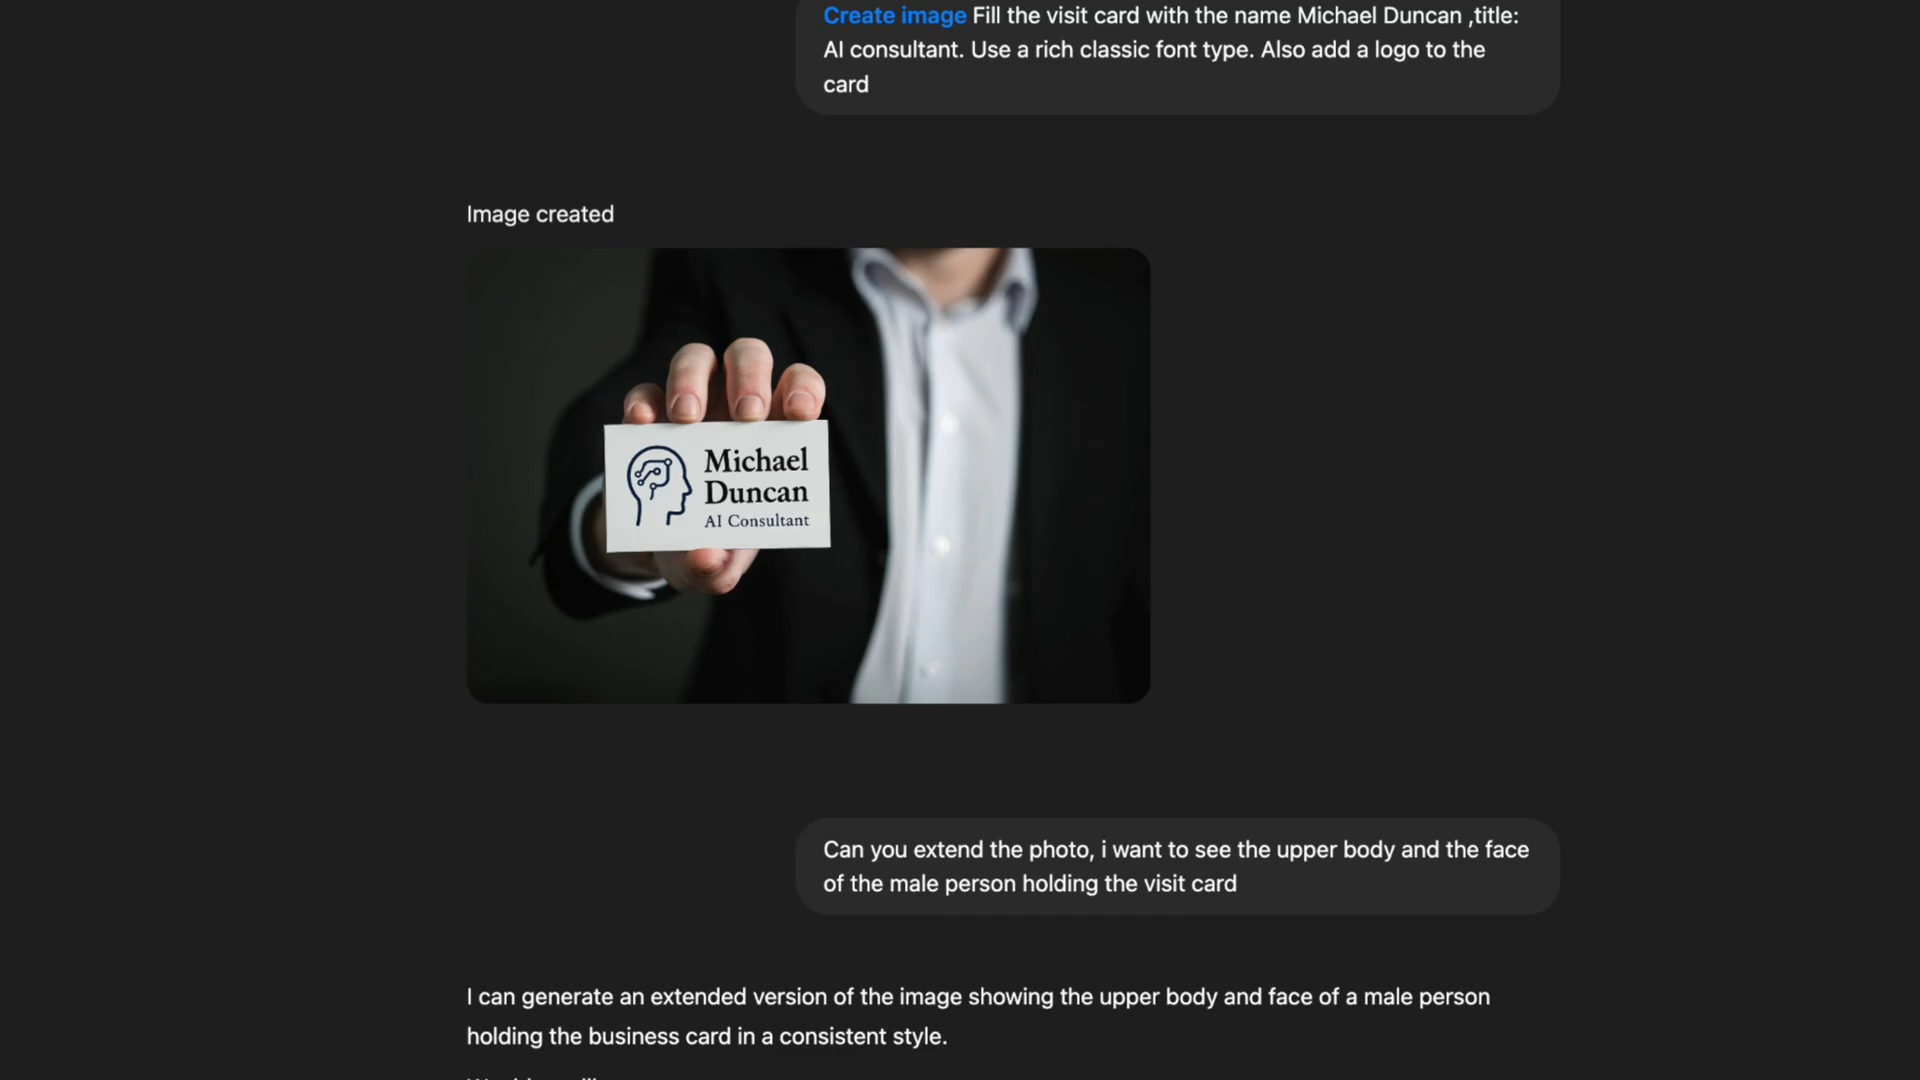 Create image Fill the visit card with the name Michael Duncan ,title:
AI consultant. Use a rich classic font type. Also add a logo to the
card
Image created
Michael
Duncan
AI Consultant
Can you extend the photo, i want to see the upper body and the face
of the male person holding the visit card
I can generate an extended version of the image showing the upper body and face of a male person
holding the business card in a consistent style.